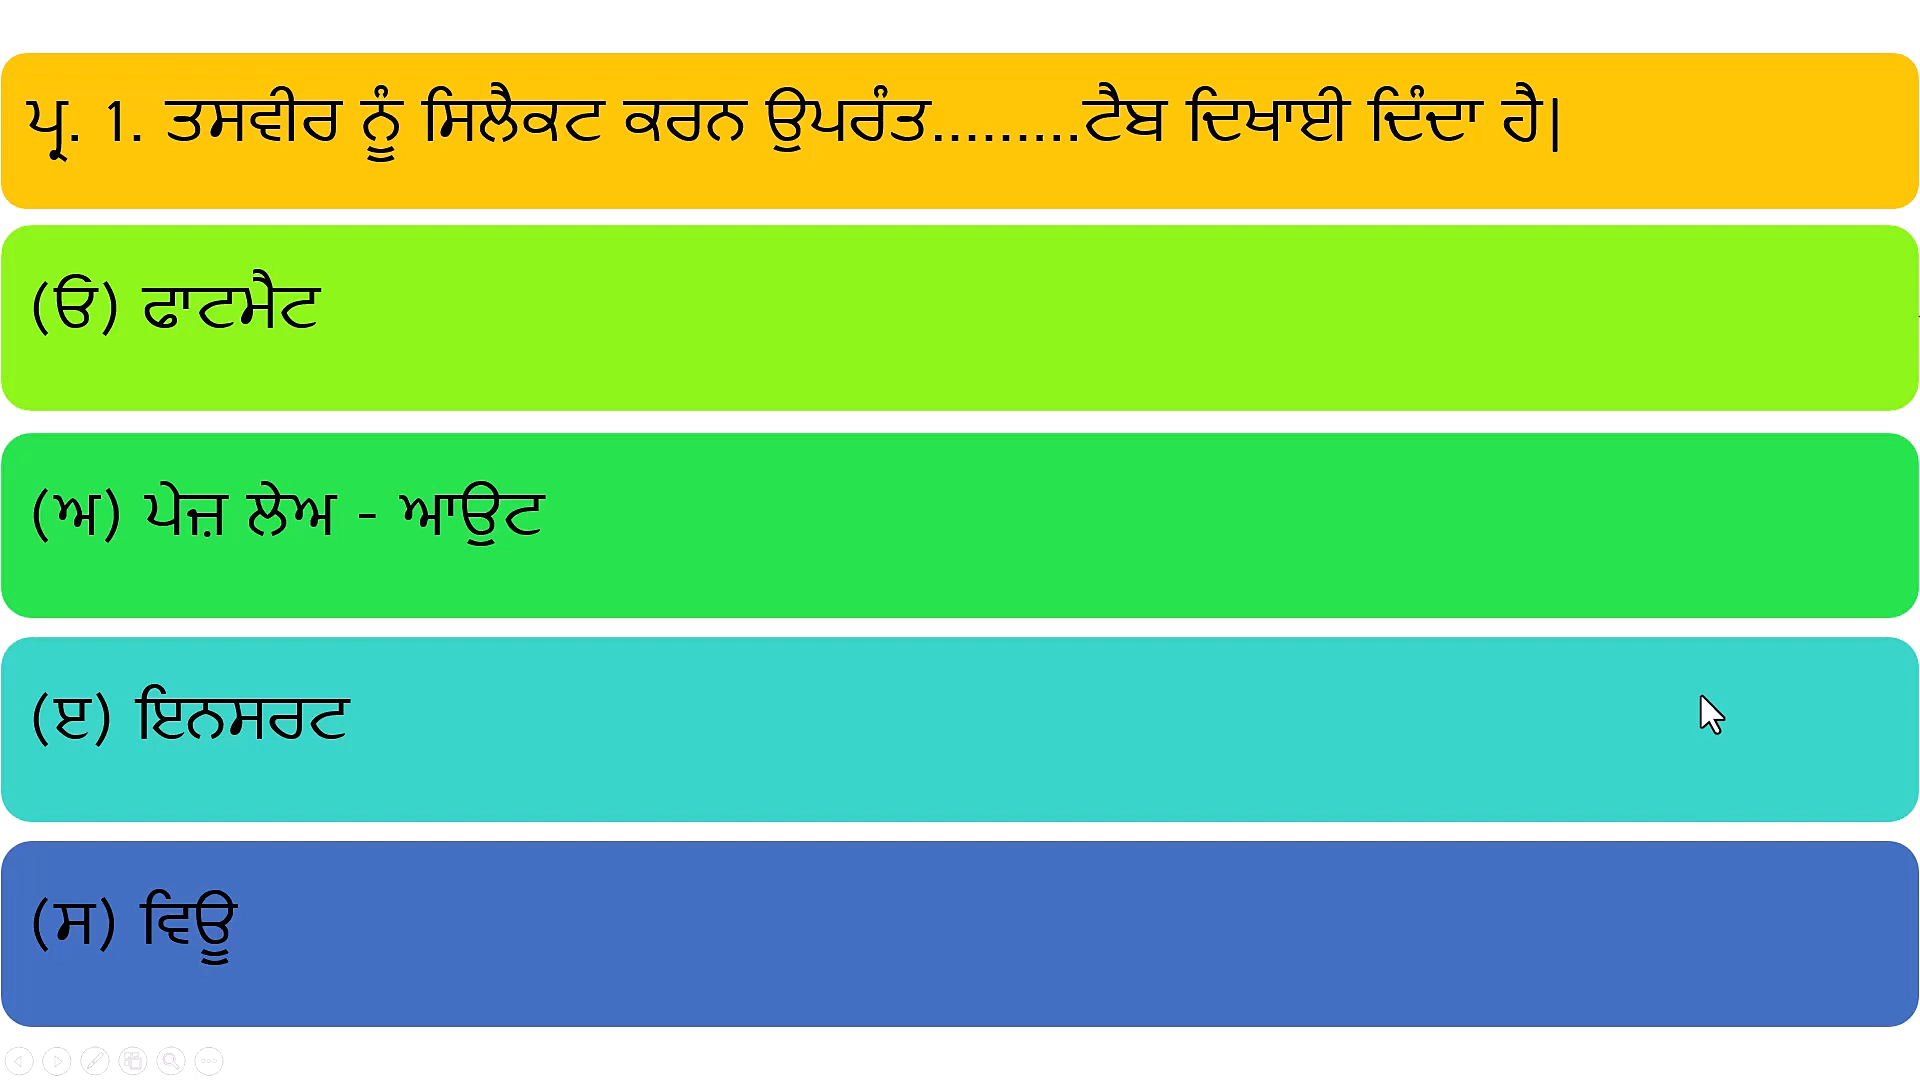 ਪ੍ਰ. 1. ਤਸਵੀਰ ਨੂੰ ਸਿਲੈਕਟ ਕਰਨ ਉਪਰੰਤ.........ਟੈਬ ਦਿਖਾਈ ਦਿੰਦਾ ਹੈ|
(ਓ) ਫਾਟਮੈਟ
(ਅ) ਪੇਜ਼ ਲੇਅ - ਆਉਟ
(ੲ) ਇਨਸਰਟ
(ਸ) ਵਿਊ